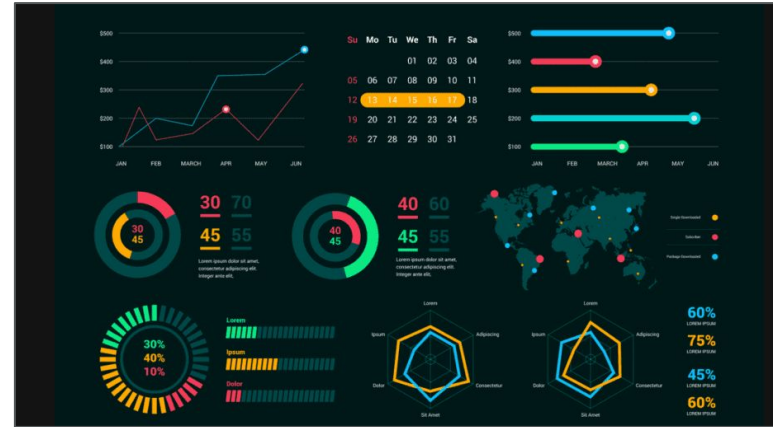 $500
$400
$300
$200
$100
JAN FEB MARCH APR MAY JUN
Su Mo Tu We Th Fr Sa
01 02 03 04
05 06 07 08 09 10 11
12 13 14 15 16 17 18
19 20 21 22 23 24 25
26 27 28 29 30 31
$500
$400
$300
$200
$100
JAN FEB MARCH APR MAY JUN
30
45
30 70
45 55
Lorem ipsum dolor sit amet,
consectetur adipiscing elit.
Integer ante elit.
40
45
40 60
45 55
Lorem ipsum dolor sit amet,
consectetur adipiscing elit.
Integer ante elit.
Subscriber
Package Downloaded
30%
40%
10%
Lorem
Ipsum
Dolor
Lorem
Ipsum Adipiscing
Dolor Consectetur
Sit Amet
Lorem
Ipsum Adipiscing
Dolor Consectetur
Sit Amet
60%
LOREM IPSUM
75%
LOREM IPSUM
45%
LOREM IPSUM
60%
LOREM IPSUM